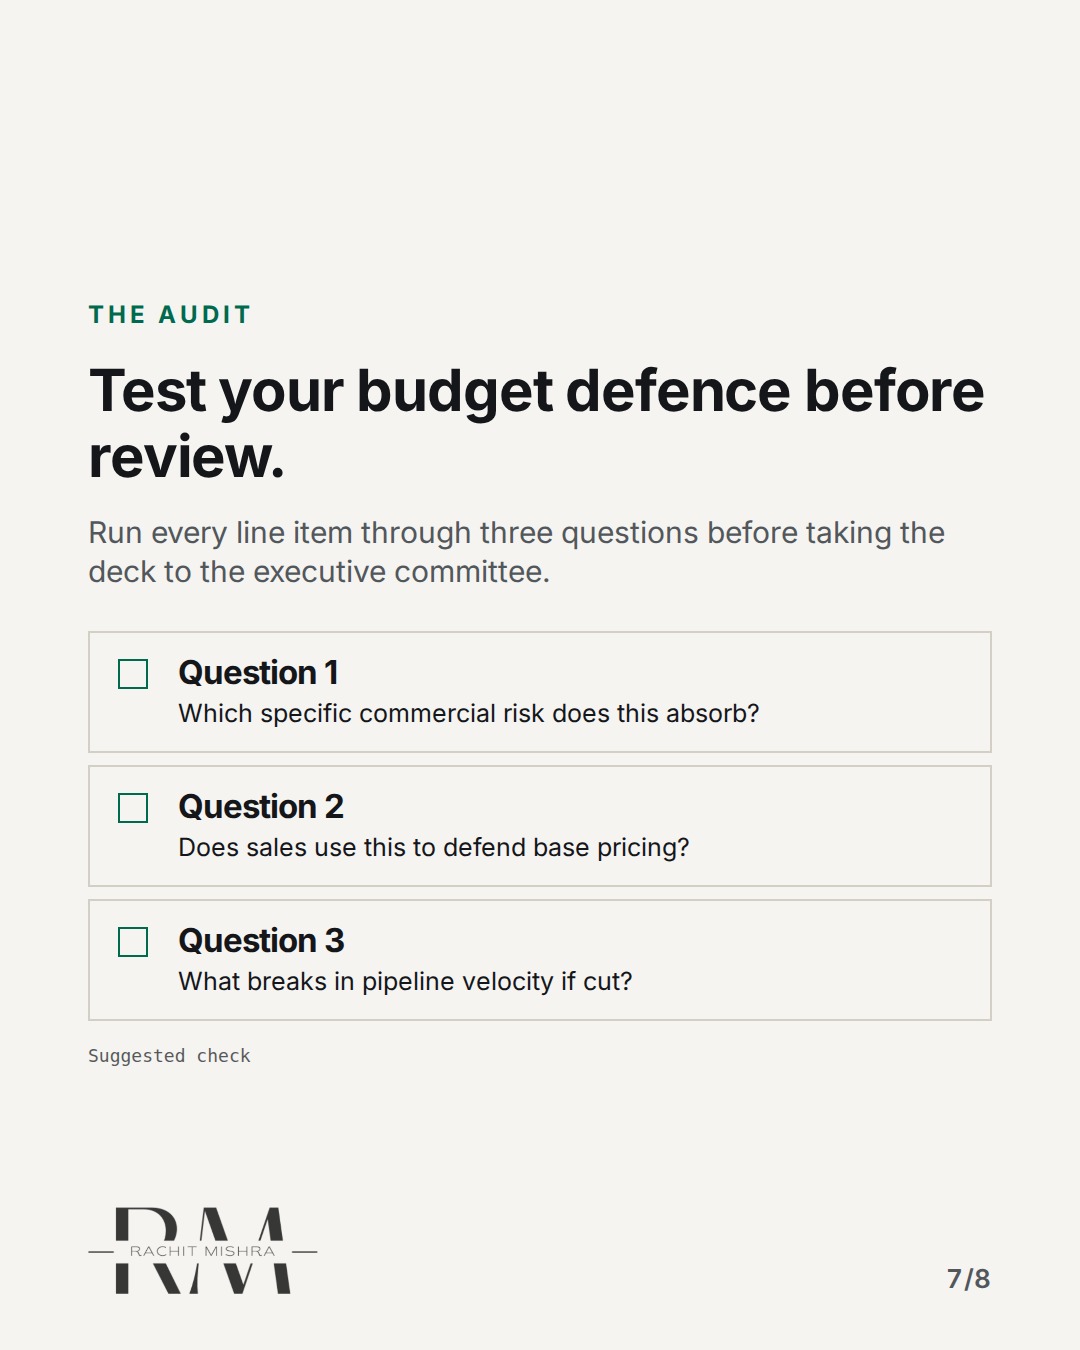 THE AUDIT
Test your budget defence before
review.
Run every line item through three questions before taking the
deck to the executive committee.
Question 1
Which specific commercial risk does this absorb?
Question 2
Does sales use this to defend base pricing?
Question 3
What breaks in pipeline velocity if cut?
Suggested check
RM
RACHIT MISHRA
7/8